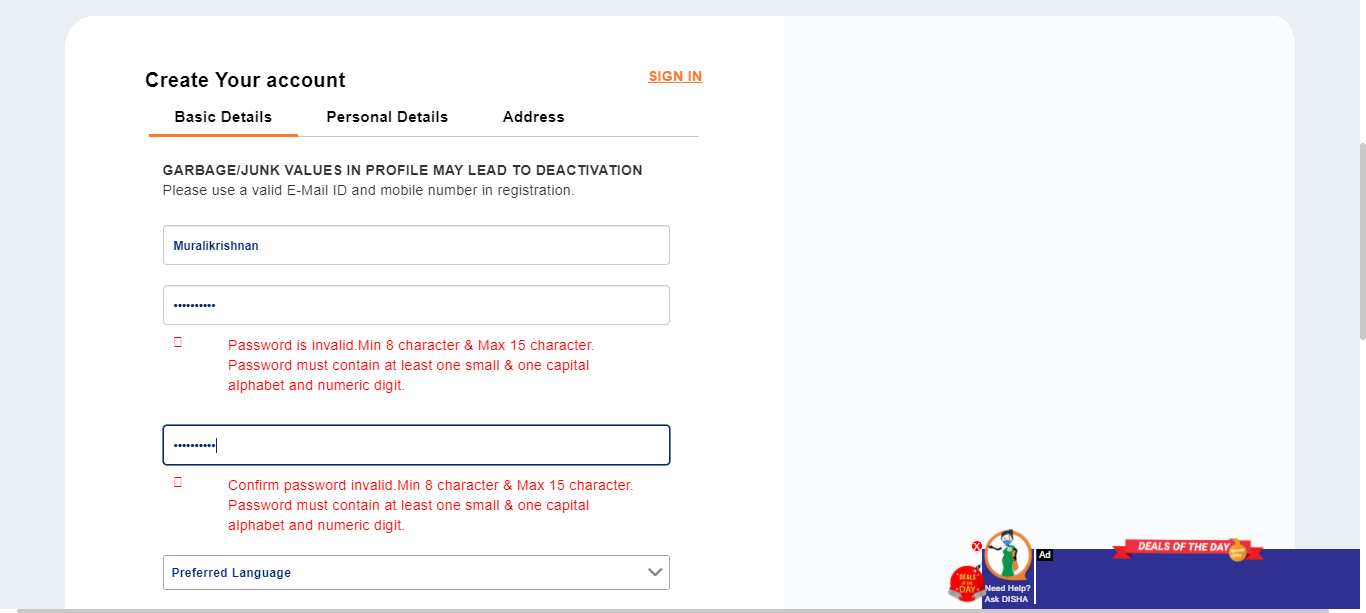 Create Your account
SIGN IN
Basic Details
Personal Details
Address
GARBAGE/JUNK VALUES IN PROFILE MAY LEAD TO DEACTIVATION
Please use a valid E-Mail ID and mobile number in registration.
Muralikrishnan
••••••••••
Password is invalid.Min 8 character & Max 15 character.
Password must contain at least one small & one capital
alphabet and numeric digit.
••••••••••
Confirm password invalid.Min 8 character & Max 15 character.
Password must contain at least one small & one capital
alphabet and numeric digit.
Preferred Language
Need Help?
Ask DISHA
Ad
DEALS OF THE DAY
DEALS
OF THE
DAY